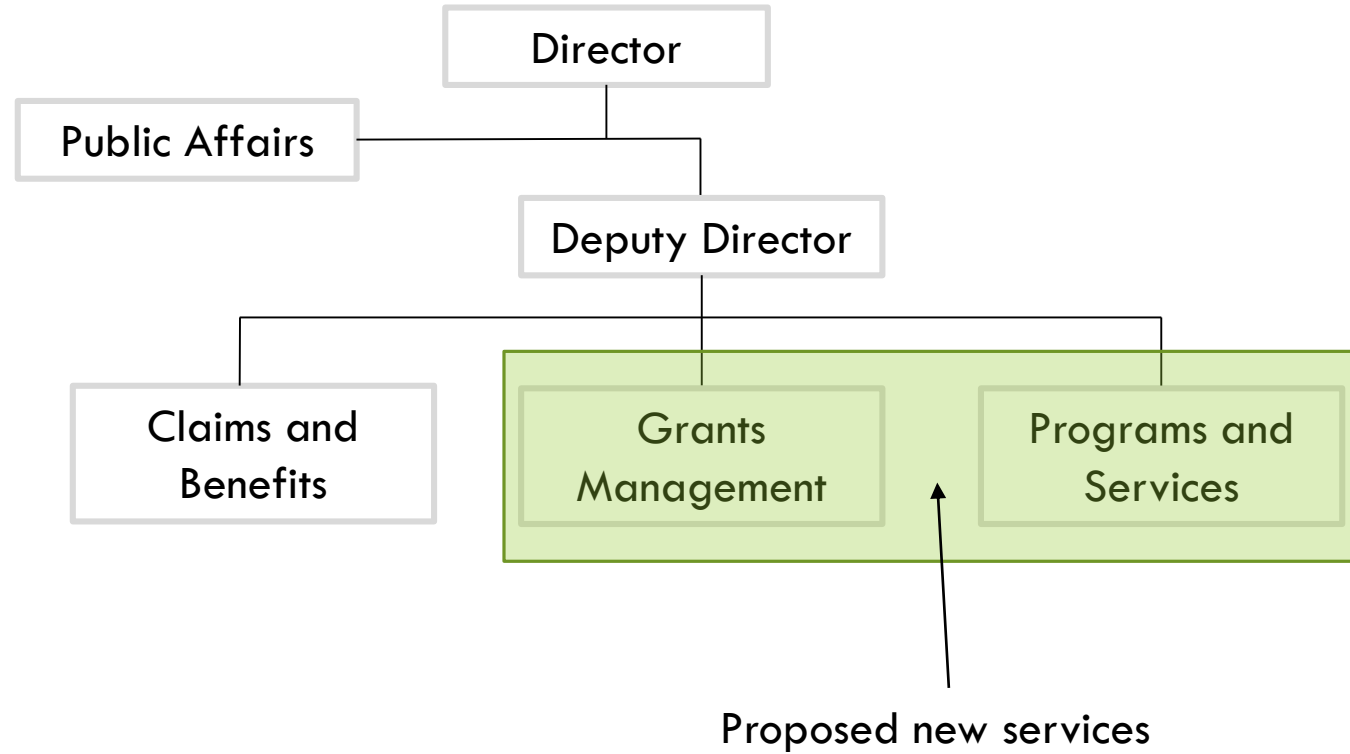 Director
Public Affairs
Deputy Director
Claims and
Benefits
Grants
Management
Programs and
Services
Proposed new services